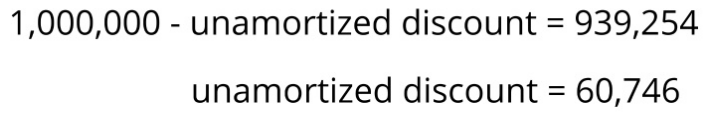 1,000,000 - unamortized discount = 939,254
unamortized discount = 60,746